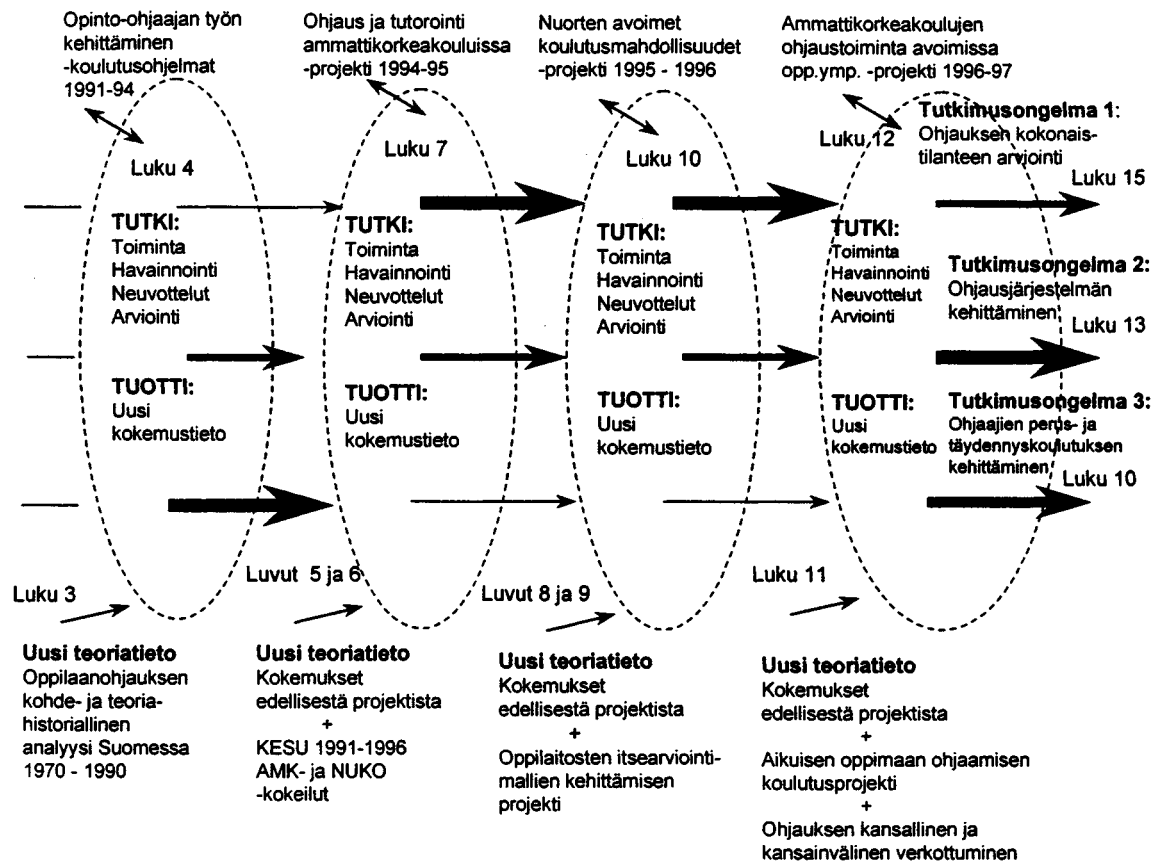 Opinto-ohjaajan työn
kehittäminen
-koulutusohjelmat
1991-94
Ohjaus ja tutorointi
ammattikorkeakouluissa
-projekti 1994-95
Nuorten avoimet
koulutusmahdollisuudet
-projekti 1995 - 1996
Ammattikorkeakoulujen
ohjaustoiminta avoimissa
opp.ymp. -projekti 1996-97
Luku 4
TUTKI:
Toiminta
Havainnointi
Neuvottelut
Arviointi
TUOTTI:
Uusi
kokemustieto
Luku 7
TUTKI:
Toiminta
Havainnointi
Neuvottelut
Arviointi
TUOTTI:
Uusi
kokemustieto
Luku 10
TUTKI:
Toiminta
Havainnointi
Neuvottelut
Arviointi
TUOTTI:
Uusi
kokemustieto
Luku 12
TUTKI:
Toiminta
Havainnointi
Neuvottelut
Arviointi
TUOTTI:
Uusi
kokemustieto
Tutkimusongelma 1:
Ohjauksen kokonais-
tilanteen arviointi
Luku 15
Tutkimusongelma 2:
Ohjausjärjestelmän
kehittäminen
Luku 13
Tutkimusongelma 3:
Ohjaajien perus- ja
täydennyskoulutuksen
kehittäminen
Luku 10
Luku 3
Uusi teoriatieto
Oppilaanohjauksen
kohde- ja teoria-
historiallinen
analyysi Suomessa
1970 - 1990
Luvut 5 ja 6
Uusi teoriatieto
Kokemukset
edellisestä projektista
+
KESU 1991-1996
AMK- ja NUKO
-kokeilut
Luvut 8 ja 9
Uusi teoriatieto
Kokemukset
edellisestä projektista
+
Oppilaitosten itsearviointi-
mallien kehittämisen
projekti
Luku 11
Uusi teoriatieto
Kokemukset
edellisestä projektista
+
Aikuisen oppimaan ohjaamisen
koulutusprojekti
+
Ohjauksen kansallinen ja
kansainvälinen verkottuminen